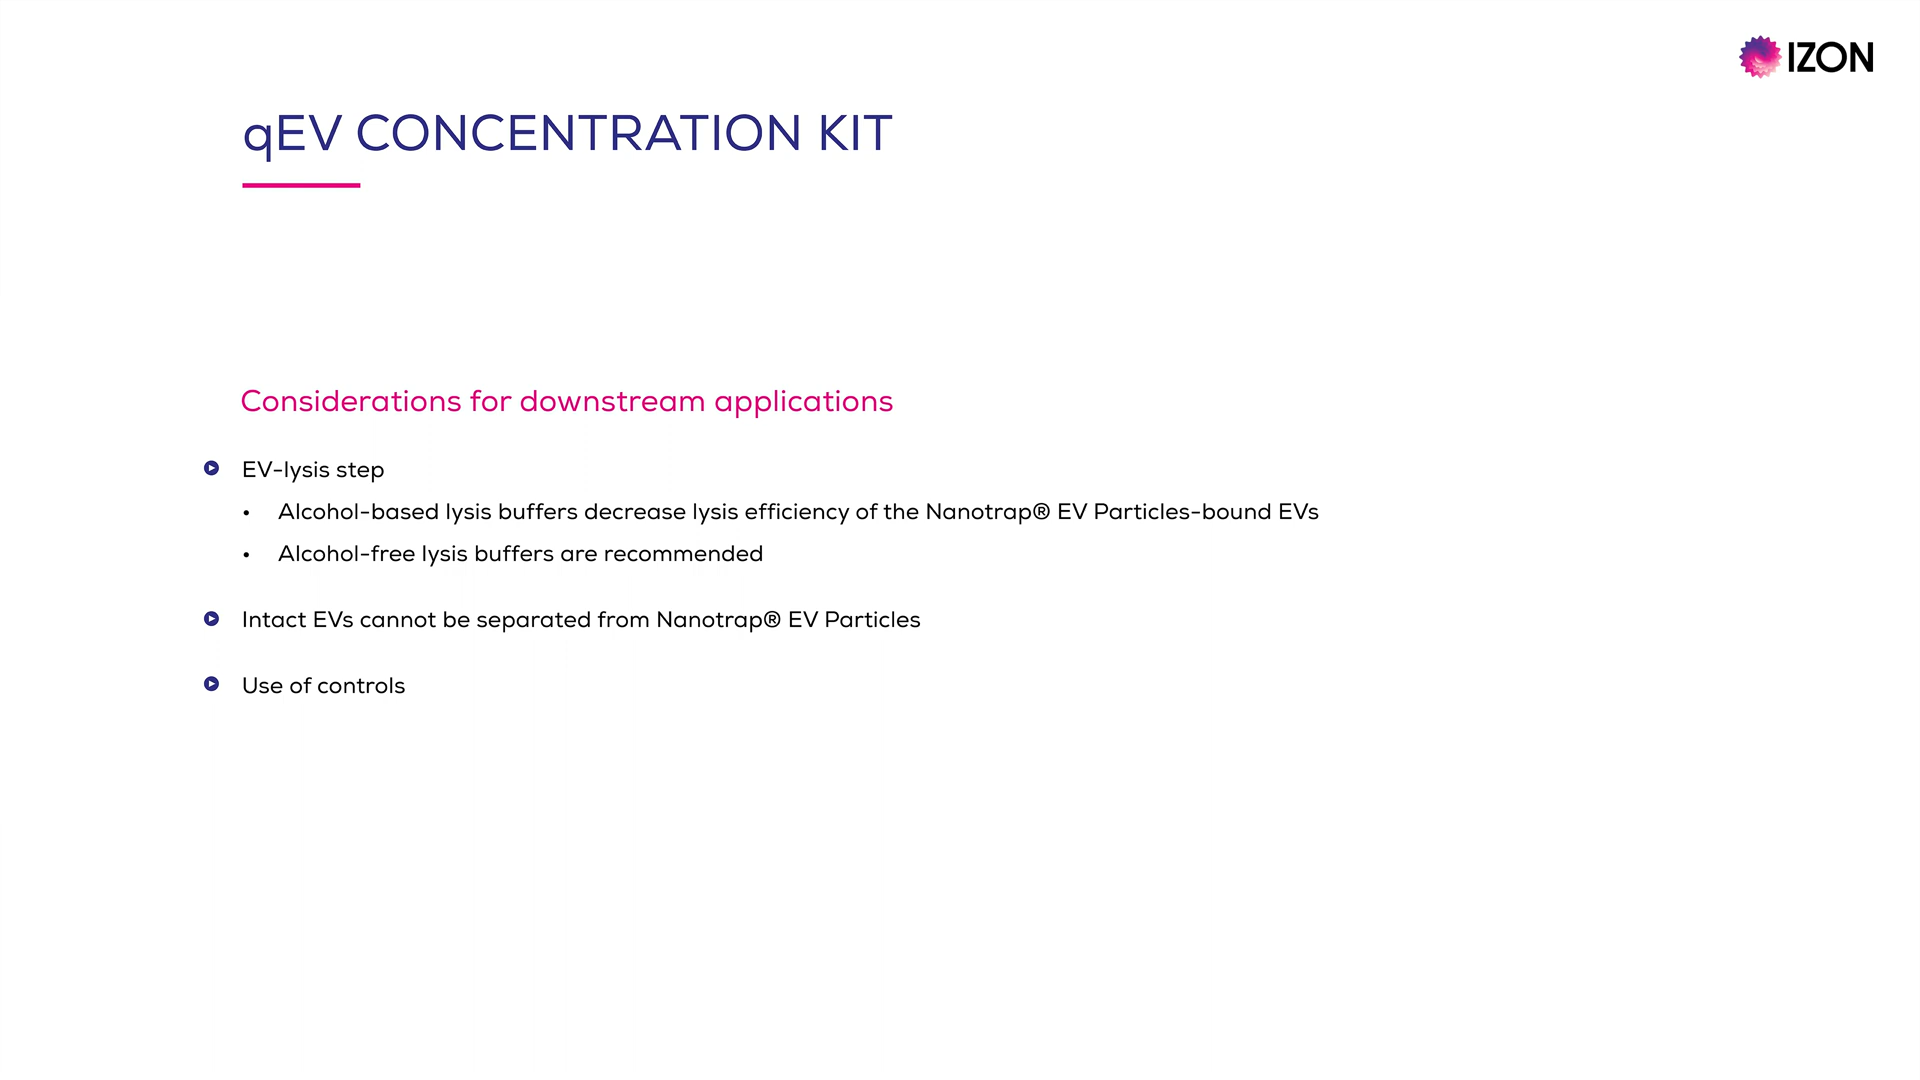 IZON
qEV CONCENTRATION KIT
Considerations for downstream applications
EV-lysis step
• Alcohol-based lysis buffers decrease lysis efficiency of the Nanotrap® EV Particles-bound EVs
• Alcohol-free lysis buffers are recommended
Intact EVs cannot be separated from Nanotrap® EV Particles
Use of controls